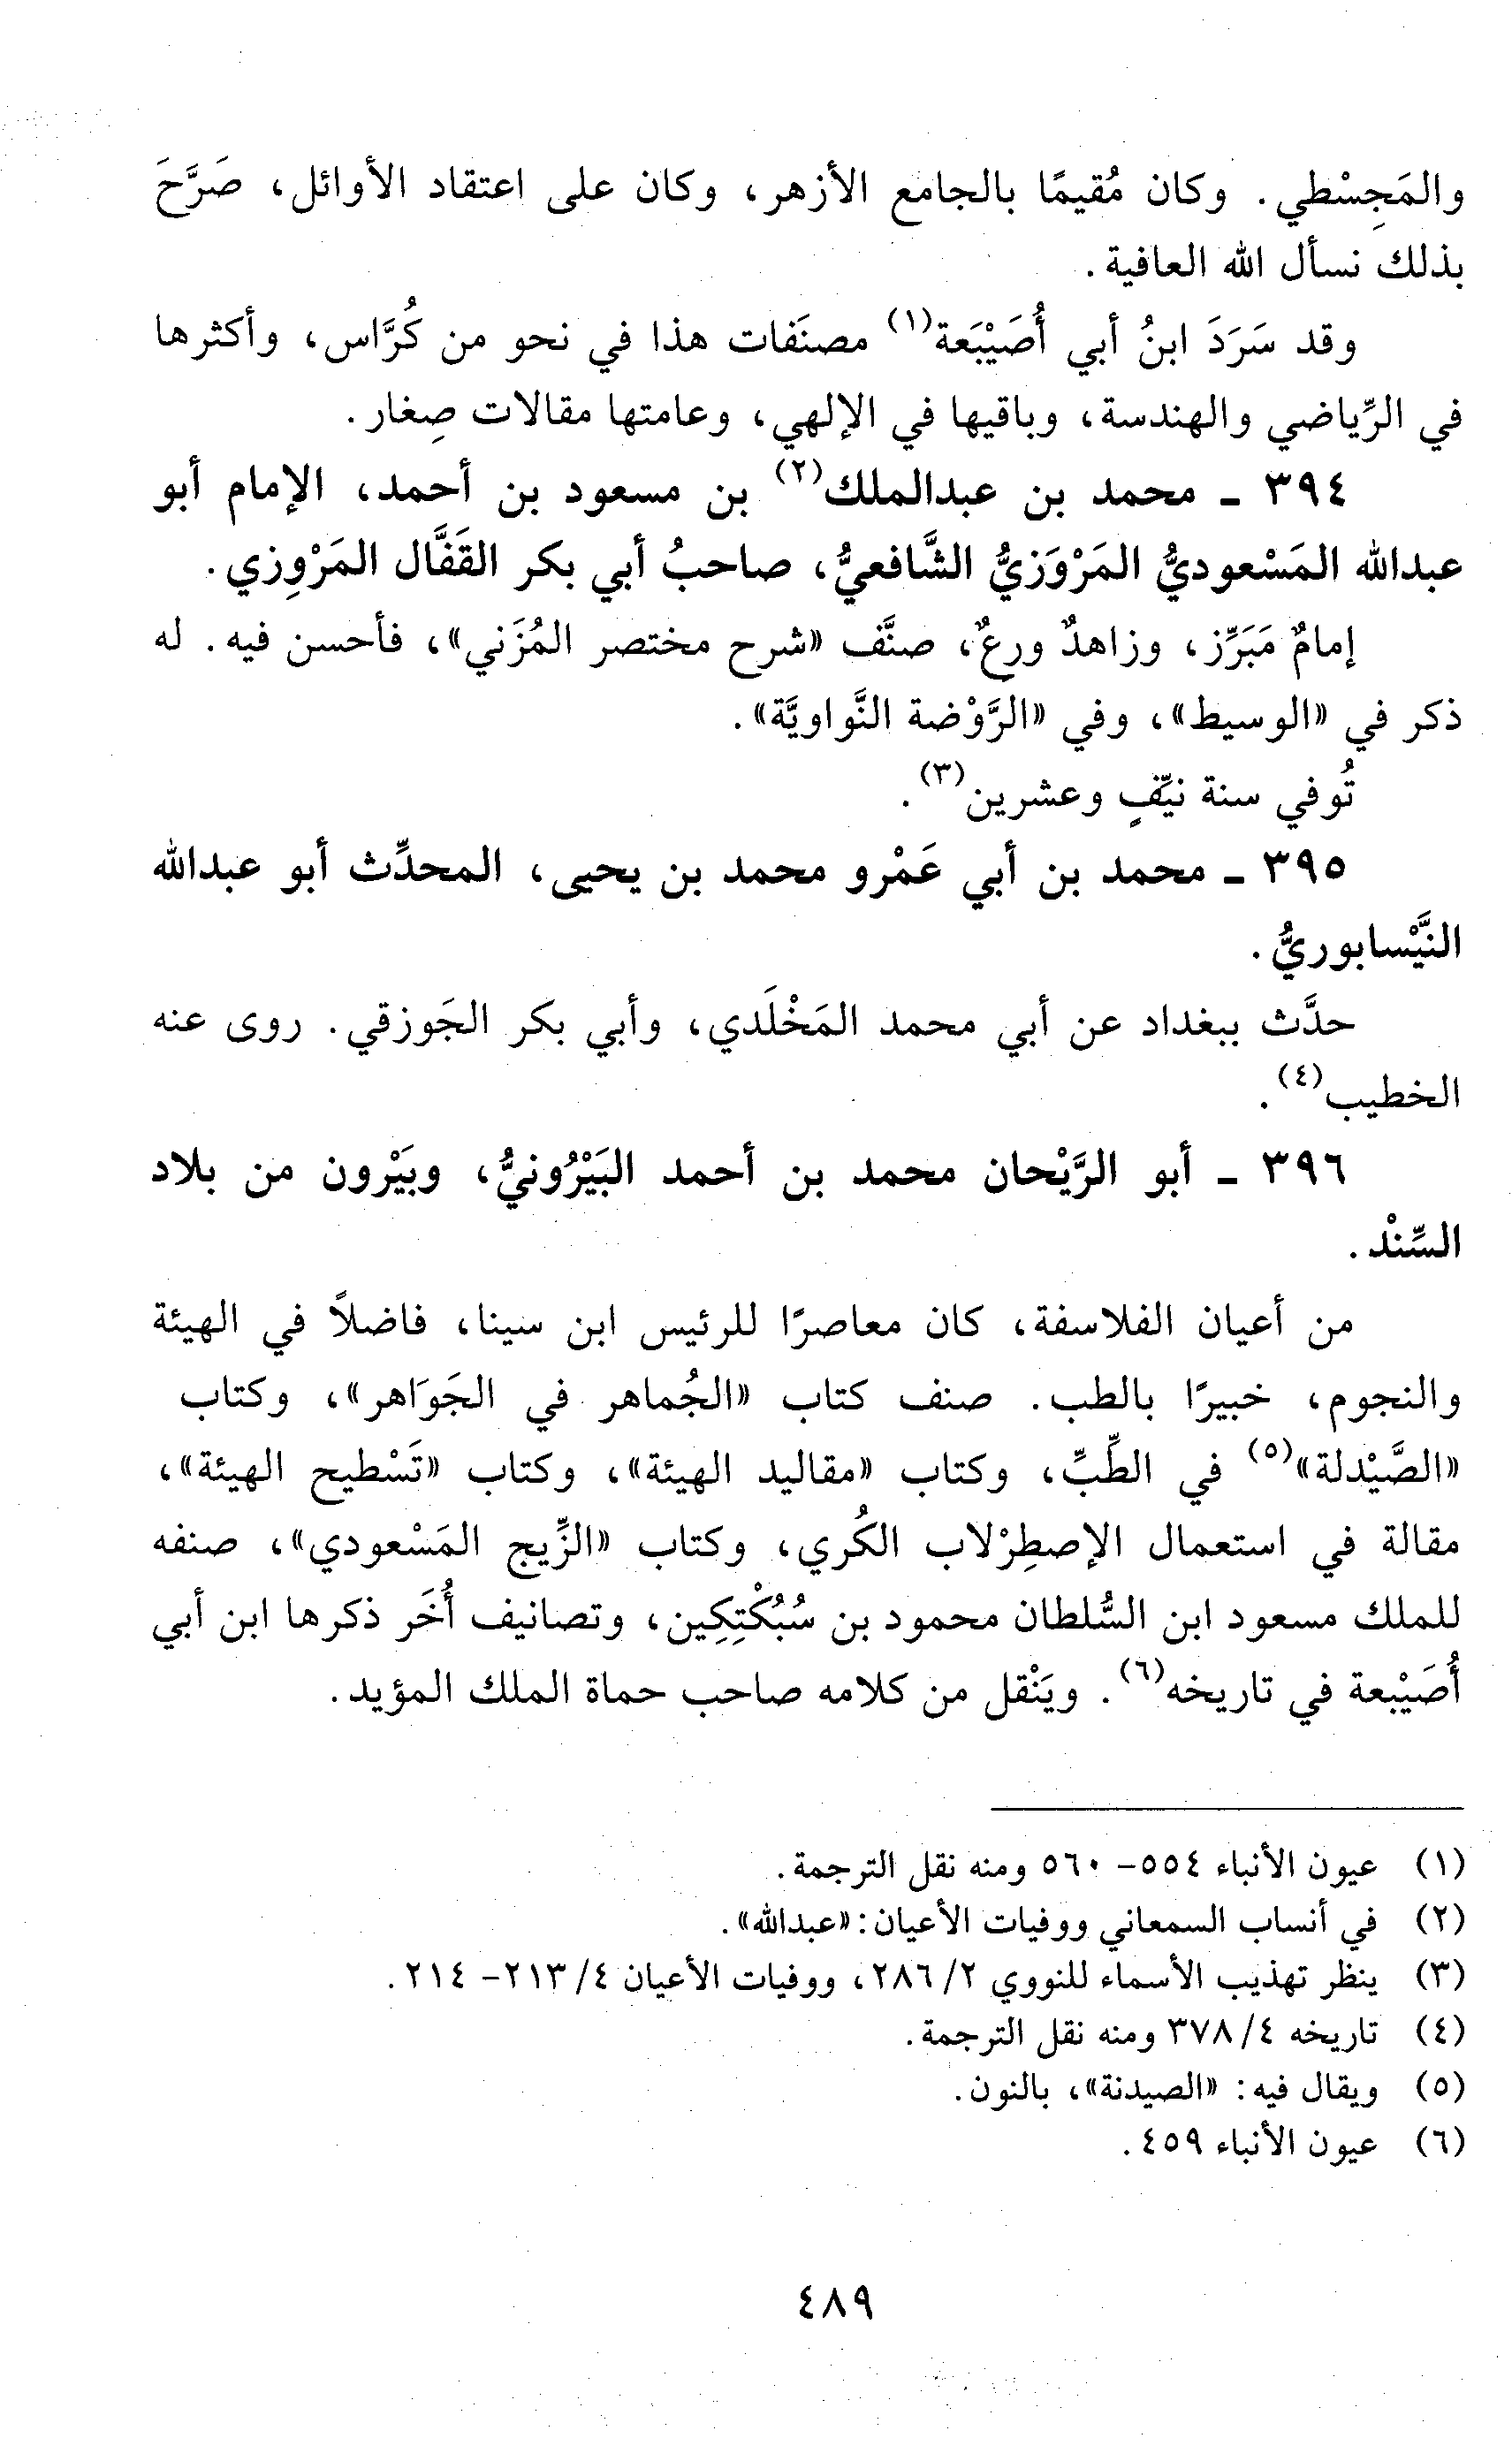 والمَجِسْطي. وكان مُقيمًا بالجامع الأزهر، وكان على اعتقاد الأوائل، صَرَّحَ
بذلك نسأل الله العافية.
وقد سَرَدَ ابنُ أبي أُصَيْبَعة(١) مصنَفات هذا في نحو من كُرَّاس، وأكثرها
في الرِّياضي والهندسة، وباقيها في الإلهي، وعامتها مقالات صِغار.
٣٩٤ - محمد بن عبدالملك(٢) بن مسعود بن أحمد، الإمام أبو
عبدالله المَسْعوديُّ المَرْوَزيُّ الشَّافعيُّ، صاحبُ أبي بكر القَفَّال المَرْوِزي.
إمامٌ مَبَرِّز، وزاهدٌ ورعٌ، صنَّف «شرح مختصر المُزَني»، فأحسن فيه. له
ذكر في «الوسيط»، وفي «الرَّوْضة النَّواويَّة».
تُوفي سنة نيِّفٍ وعشرين(٣).
٣٩٥ - محمد بن أبي عَمْرو محمد بن يحيى، المحدِّث أبو عبدالله
النَّيْسابوريُّ.
حدَّث ببغداد عن أبي محمد المَخْلَدي، وأبي بكر الجَوزقي. روى عنه
الخطيب(٤).
٣٩٦ - أبو الرَّيْحان محمد بن أحمد البَيْرُونيُّ، وبَيْرون من بلاد
السِّنْد.
من أعيان الفلاسفة، كان معاصرًا للرئيس ابن سينا، فاضلاً في الهيئة
والنجوم، خبيرًا بالطب. صنف كتاب «الجُماهر في الجَوَاهر»، وكتاب
«الصَّيْدلة»(٥) في الطِّبِّ، وكتاب «مقاليد الهيئة»، وكتاب «تَسْطيح الهيئة»،
مقالة في استعمال الإصطِرْلاب الكُري، وكتاب «الزِّيج المَسْعودي»، صنفه
للملك مسعود ابن السُّلطان محمود بن سُبُكْتِكِين، وتصانيف أُخَر ذكرها ابن أبي
أُصَيْبعة في تاريخه(٦). ويَنْقل من كلامه صاحب حماة الملك المؤيد.
(١) عيون الأنباء ٥٥٤- ٥٦٠ ومنه نقل الترجمة.
(٢) في أنساب السمعاني ووفيات الأعيان: «عبدالله».
(٣) ينظر تهذيب الأسماء للنووي ٢/ ٢٨٦، ووفيات الأعيان ٤/ ٢١٣- ٢١٤.
(٤) تاريخه ٤/ ٣٧٨ ومنه نقل الترجمة.
(٥) ويقال فيه: «الصيدنة»، بالنون.
(٦) عيون الأنباء ٤٥٩.
٤٨٩